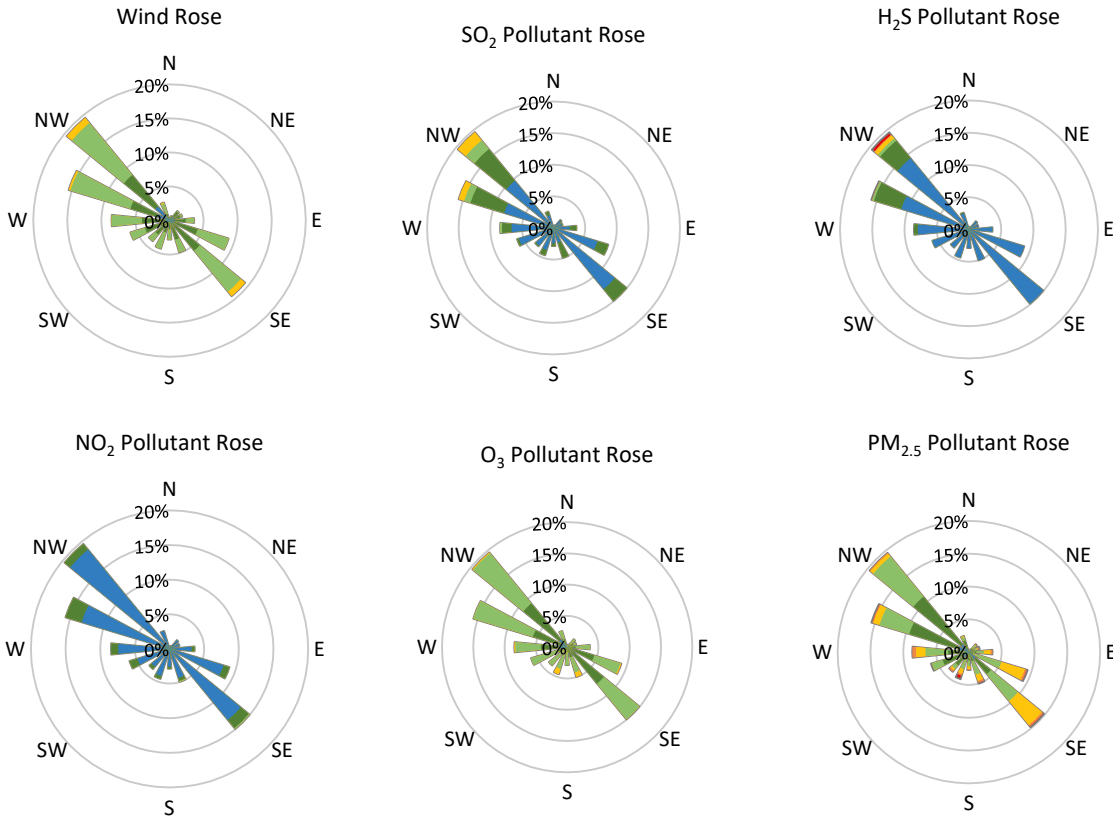 Wind Rose
N
20%
15%
10%
5%
0%
NW
NE
W
E
SW
SE
S
SO₂ Pollutant Rose
N
20%
15%
10%
5%
0%
NW
NE
W
E
SW
SE
S
H₂S Pollutant Rose
N
20%
15%
10%
5%
0%
NW
NE
W
E
SW
SE
S
NO₂ Pollutant Rose
N
20%
15%
10%
5%
0%
NW
NE
W
E
SW
SE
S
O₃ Pollutant Rose
N
20%
15%
10%
5%
0%
NW
NE
W
E
SW
SE
S
PM₂.₅ Pollutant Rose
N
20%
15%
10%
5%
0%
NW
NE
W
E
SW
SE
S